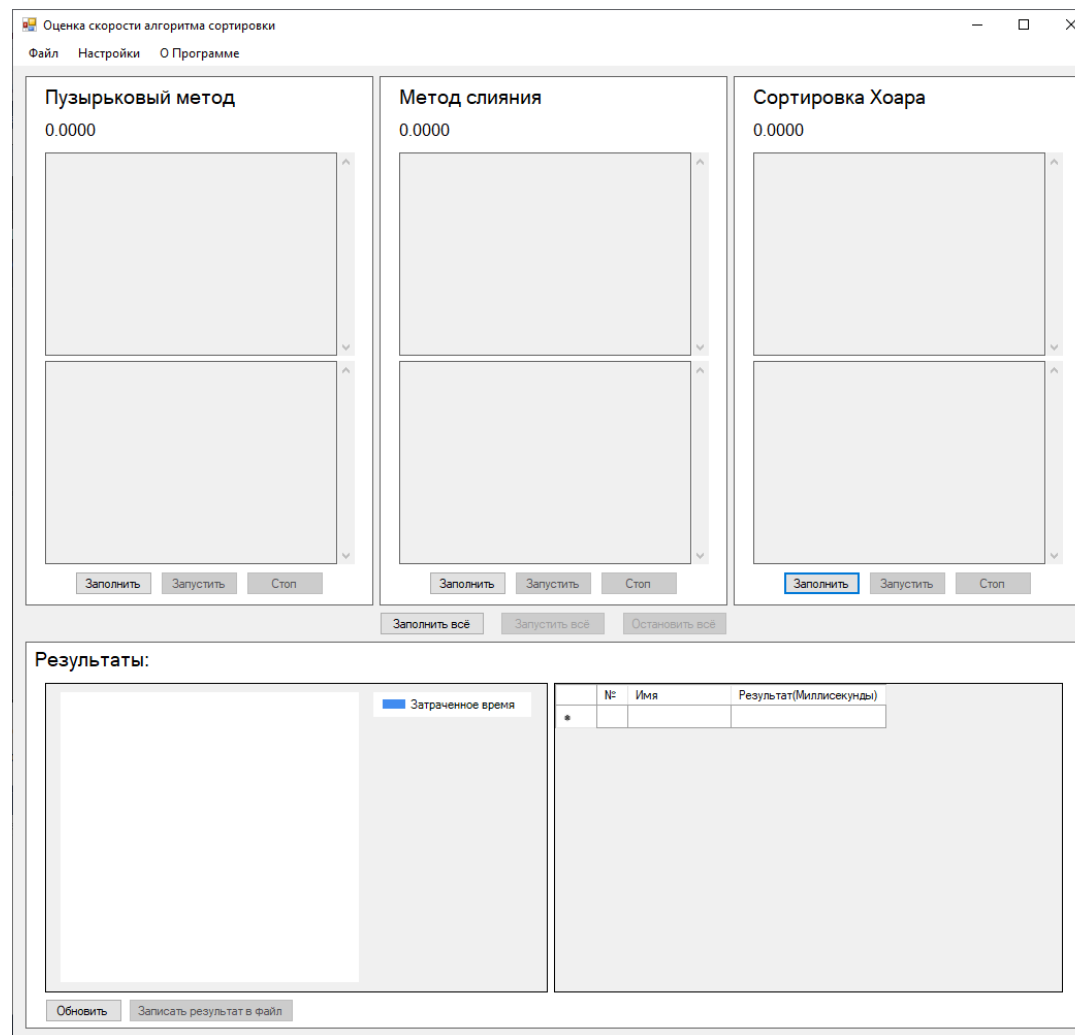 Оценка скорости алгоритма сортировки
Файл Настройки О Программе
Пузырьковый метод
0.0000
Заполнить Запустить Стоп
Метод слияния
0.0000
Заполнить Запустить Стоп
Сортировка Хоара
0.0000
Заполнить Запустить Стоп
Заполнить всё Запустить всё Остановить всё
Результаты:
Затраченное время
№ Имя Результат(Миллисекунды)
*
Обновить Записать результат в файл